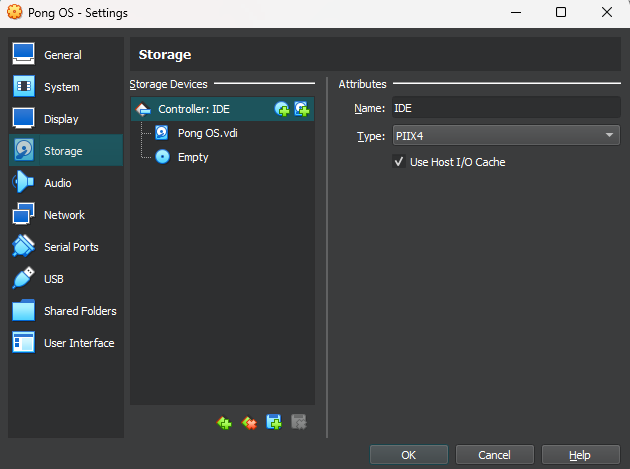 Pong OS - Settings
General
System
Display
Storage
Audio
Network
Serial Ports
USB
Shared Folders
User Interface
Storage
Storage Devices
Controller: IDE
Pong OS.vdi
Empty
Attributes
Name: IDE
Type: PIIX4
Use Host I/O Cache
OK
Cancel
Help